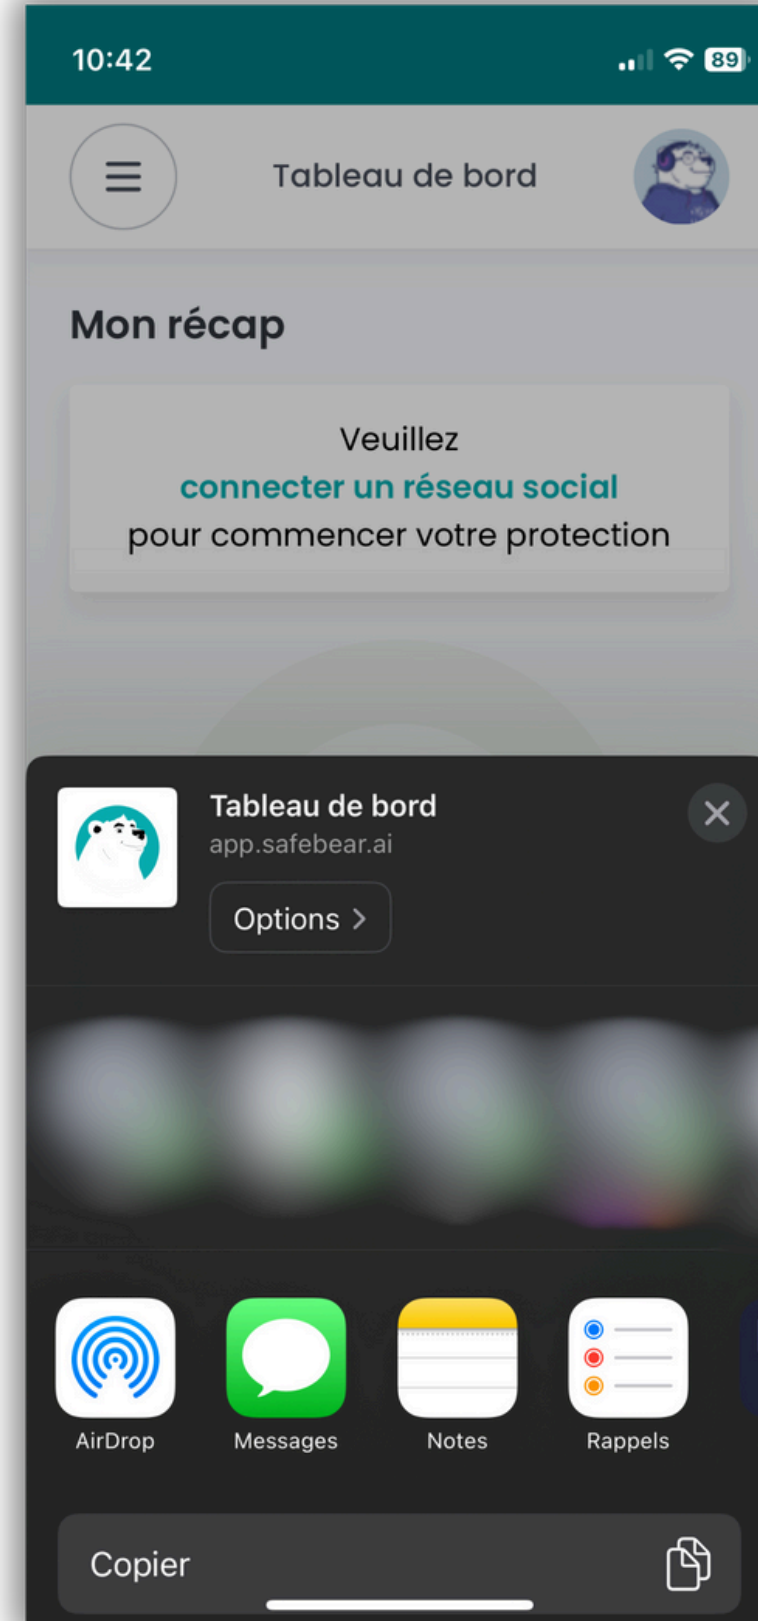 10:42
89
Tableau de bord
Mon récap
Veuillez
connecter un réseau social
pour commencer votre protection
Tableau de bord
app.safebear.ai
Options
AirDrop
Messages
Notes
Rappels
Copier